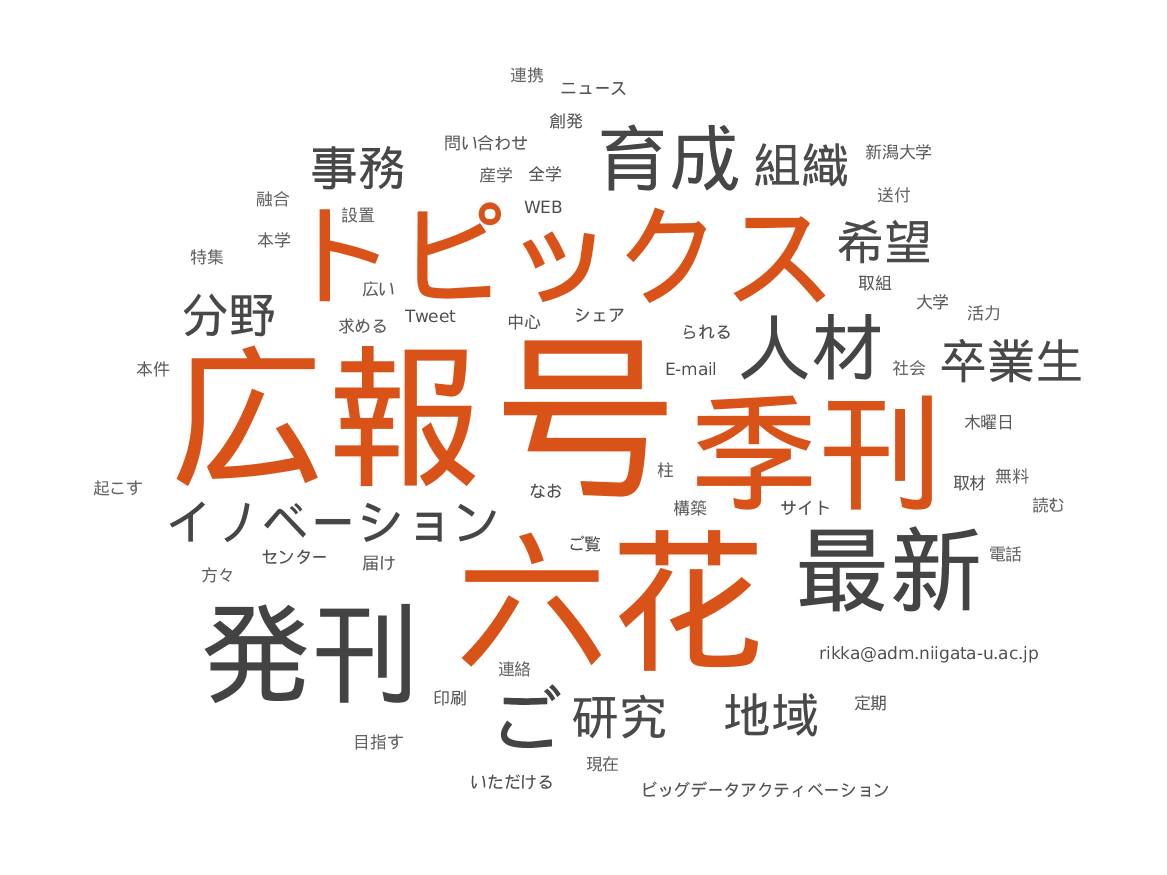 連携
ニュース
創発
問い合わせ
育成
組織
新潟大学
事務
産学
全学
送付
融合
設置
WEB
本学
トピックス
希望
特集
取組
広い
大学
活力
分野
求める
Tweet
中心
シェア
られる
人材
本件
E-mail
社会
卒業生
広報
号
季刊
木曜日
柱
取材
無料
起こす
なお
構築
サイト
読む
イノベーション
センター
届け
ご覧
六花
最新
電話
方々
発刊
rikka@adm.niigata-u.ac.jp
連絡
印刷
ご
研究
地域
定期
目指す
現在
いただける
ビッグデータアクティベーション